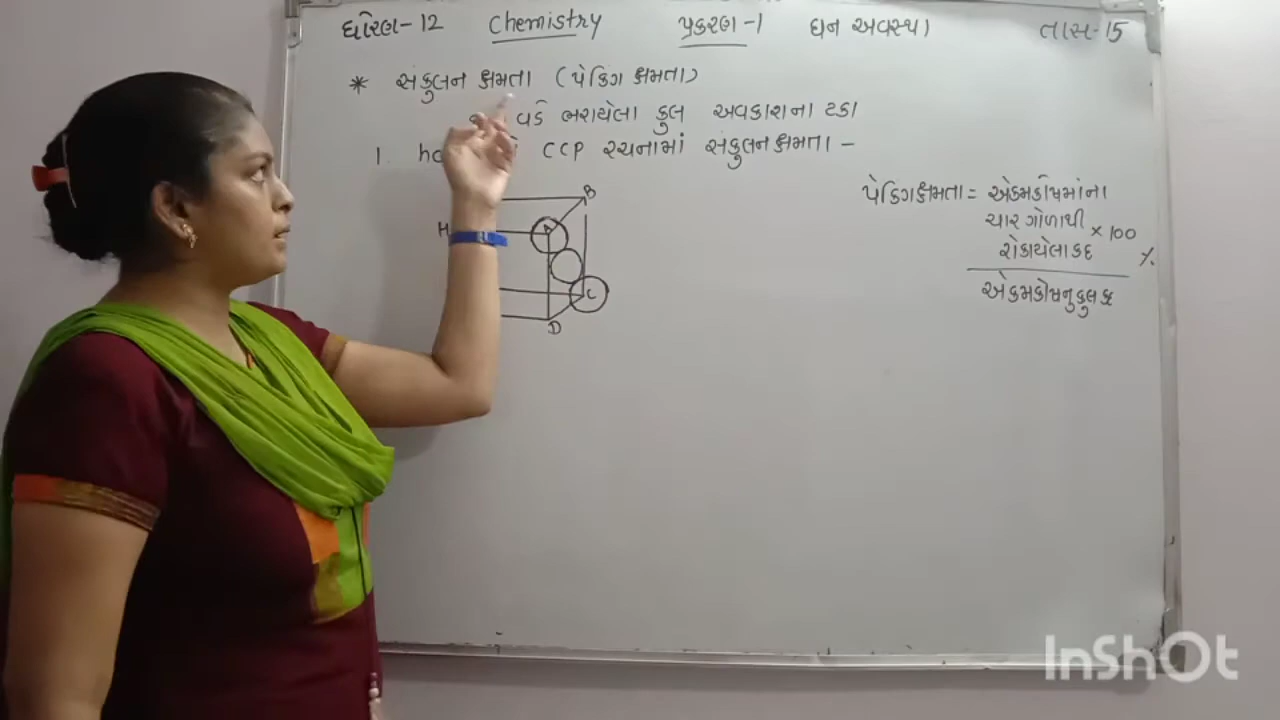 ધોરણ-12 Chemistry પ્રકરણ-1 ઘન અવસ્થા તાસ-15
* સંકુલન ક્ષમતા (પેકિંગ ક્ષમતા)
વડે ભરાયેલા કુલ અવકાશના ટકા
1. hc CCP રચનામાં સંકુલન ક્ષમતા -
B
H
C
D
પેકિંગક્ષમતા = એકમકોષમાંના
ચાર ગોળાથી × 100
રોકાયેલા કદ %
એકમકોષનુ કુલ કદ
InShOt